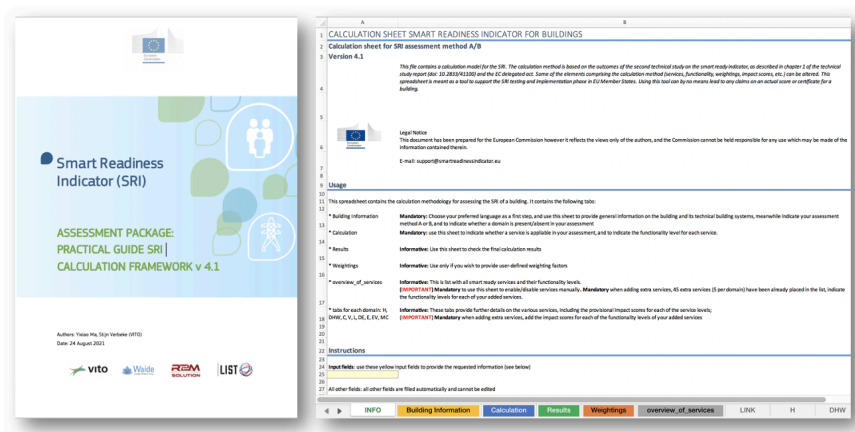 Smart Readiness
Indicator (SRI)
ASSESSMENT PACKAGE:
PRACTICAL GUIDE SRI
CALCULATION FRAMEWORK v 4.1
Authors: Yixiao Ma, Stijn Verbeke (VITO)
Date: 24 August 2021
vito
Waide
R2M
SOLUTION
LIST
A B
1 CALCULATION SHEET SMART READINESS INDICATOR FOR BUILDINGS
2 Calculation sheet for SRI assessment method A/B
3 Version 4.1
This file contains a calculation model for the SRI. The calculation method is based on the outcomes of the second technical study on the smart ready indicator, as described in chapter 1 of the technical
study report (doi: 10.2833/41100) and the EC delegated act. Some of the elements comprising the calculation method (services, functionality, weightings, impact scores, etc.) can be altered. This
spreadsheet is meant as a tool to support the SRI testing and implementation phase in EU Member States. Using this tool can by no means lead to any claims on an actual score or certificate for a
4 building.
5
Legal Notice
This document has been prepared for the European Commission however it reflects the views only of the authors, and the Commission cannot be held responsible for any use which may be made of the
6 information contained therein.
E-mail: support@smartreadinessindicator.eu
7
8
9 Usage
10
11 This spreadsheet contains the calculation methodology for assessing the SRI of a building. It contains the following tabs:
12
* Building Information Mandatory: Choose your preferred language as a first step, and use this sheet to provide general information on the building and its technical building systems, meanwhile indicate your assessment
13 method A or B, and to indicate whether a domain is present/absent in your assessment
* Calculation Mandatory: use this sheet to indicate whether a service is applicable in your assessment, and to indicate the functionality level for each service.
14
* Results Informative: Use this sheet to check the final calculation results
15
* Weightings Informative: Use only if you wish to provide user-defined weighting factors
16
* overview_of_services Informative: This is list with all smart ready services and their functionality levels.
(IMPORTANT) Mandatory to use this sheet to enable/disable services manually. Mandatory when adding extra services, 45 extra services (5 per domain) have been already placed in the list, indicate
the functionality levels for each of your added services.
17
* tabs for each domain: H, Informative: These tabs provide further details on the various services, including the provisional impact scores for each of the service levels;
18 DHW, C, V, L, DE, E, EV, MC (IMPORTANT) Mandatory when adding extra services, add the impact scores for each of the functionality levels of your added services
19
20
21
22 Instructions
23
24 Input fields: use these yellow input fields to provide the requested information (see below)
25
26
27 All other fields: all other fields are filled automatically and cannot be edited
INFO Building Information Calculation Results Weightings overview_of_services LINK H DHW